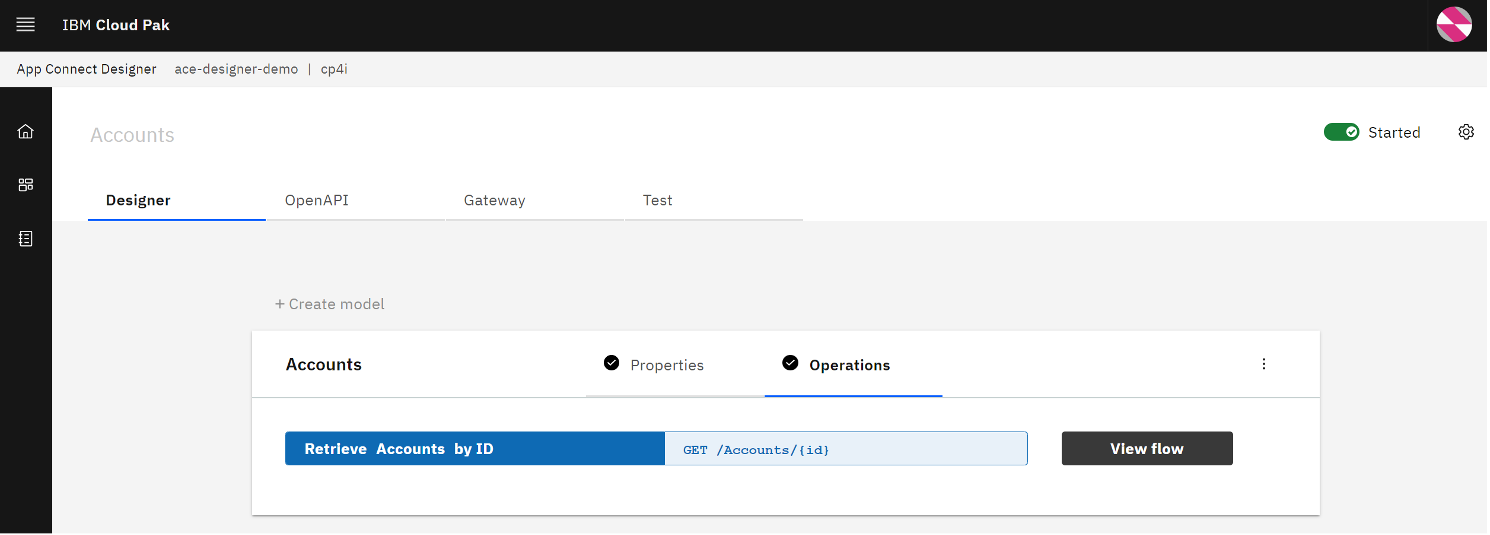 IBM Cloud Pak
App Connect Designer ace-designer-demo | cp4i
Accounts
Started
Designer OpenAPI Gateway Test
+ Create model
Accounts Properties Operations
Retrieve Accounts by ID GET /Accounts/{id} View flow